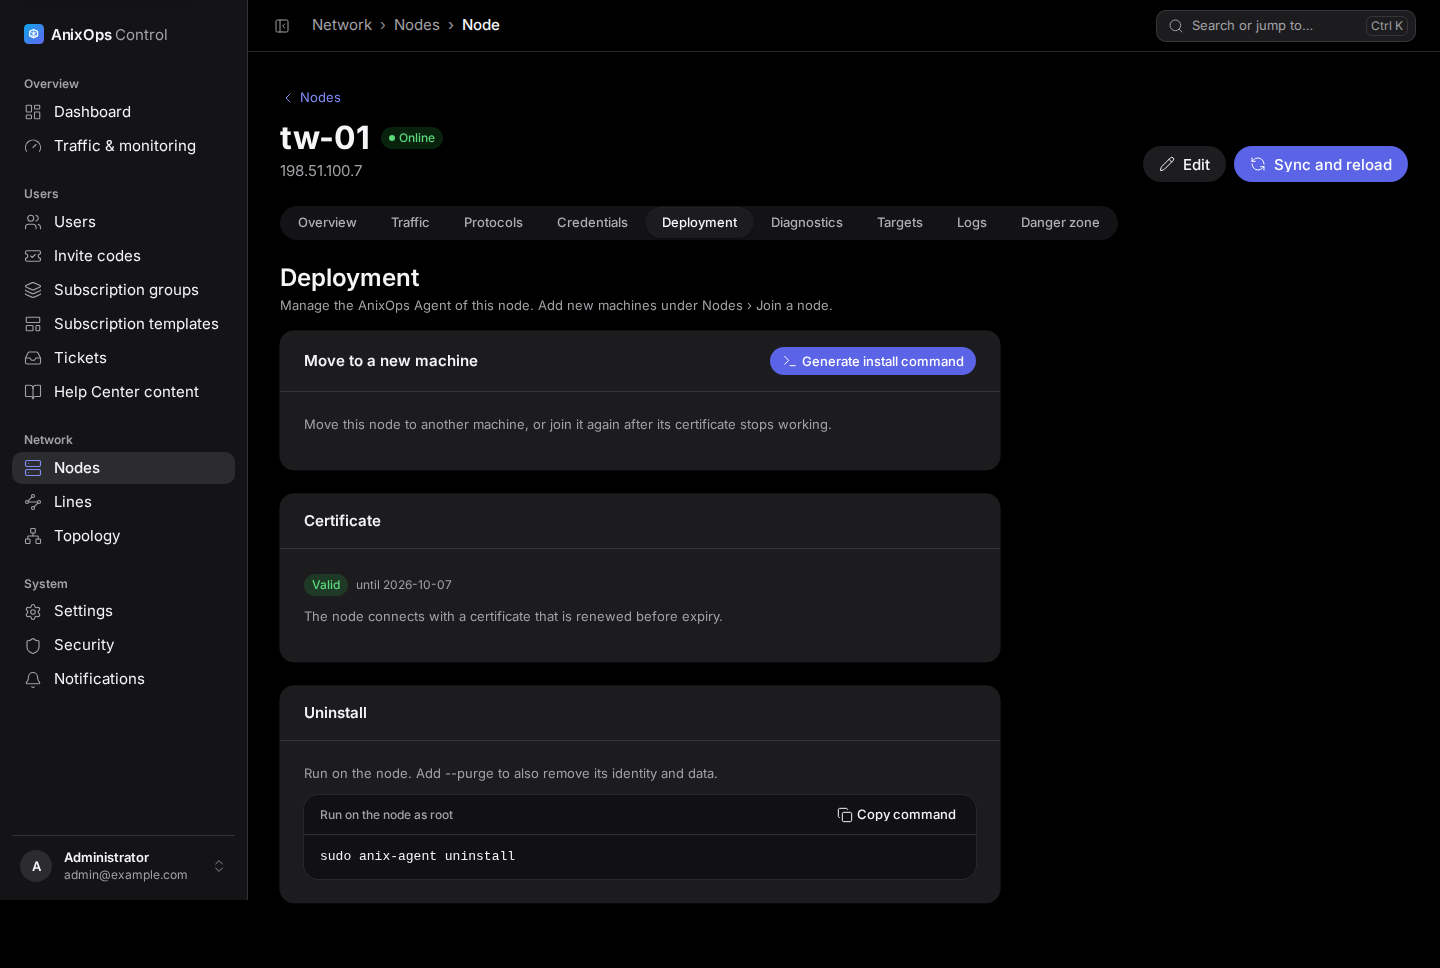 AnixOps Control
Overview
Dashboard
Traffic & monitoring
Users
Users
Invite codes
Subscription groups
Subscription templates
Tickets
Help Center content
Network
Nodes
Lines
Topology
System
Settings
Security
Notifications
A
Administrator
admin@example.com
Network › Nodes › Node
Search or jump to...
Ctrl K
Nodes
tw-01
Online
198.51.100.7
Edit
Sync and reload
Overview Traffic Protocols Credentials Deployment Diagnostics Targets Logs Danger zone
Deployment
Manage the AnixOps Agent of this node. Add new machines under Nodes › Join a node.
Move to a new machine
Generate install command
Move this node to another machine, or join it again after its certificate stops working.
Certificate
Valid until 2026-10-07
The node connects with a certificate that is renewed before expiry.
Uninstall
Run on the node. Add --purge to also remove its identity and data.
Run on the node as root
Copy command
sudo anix-agent uninstall